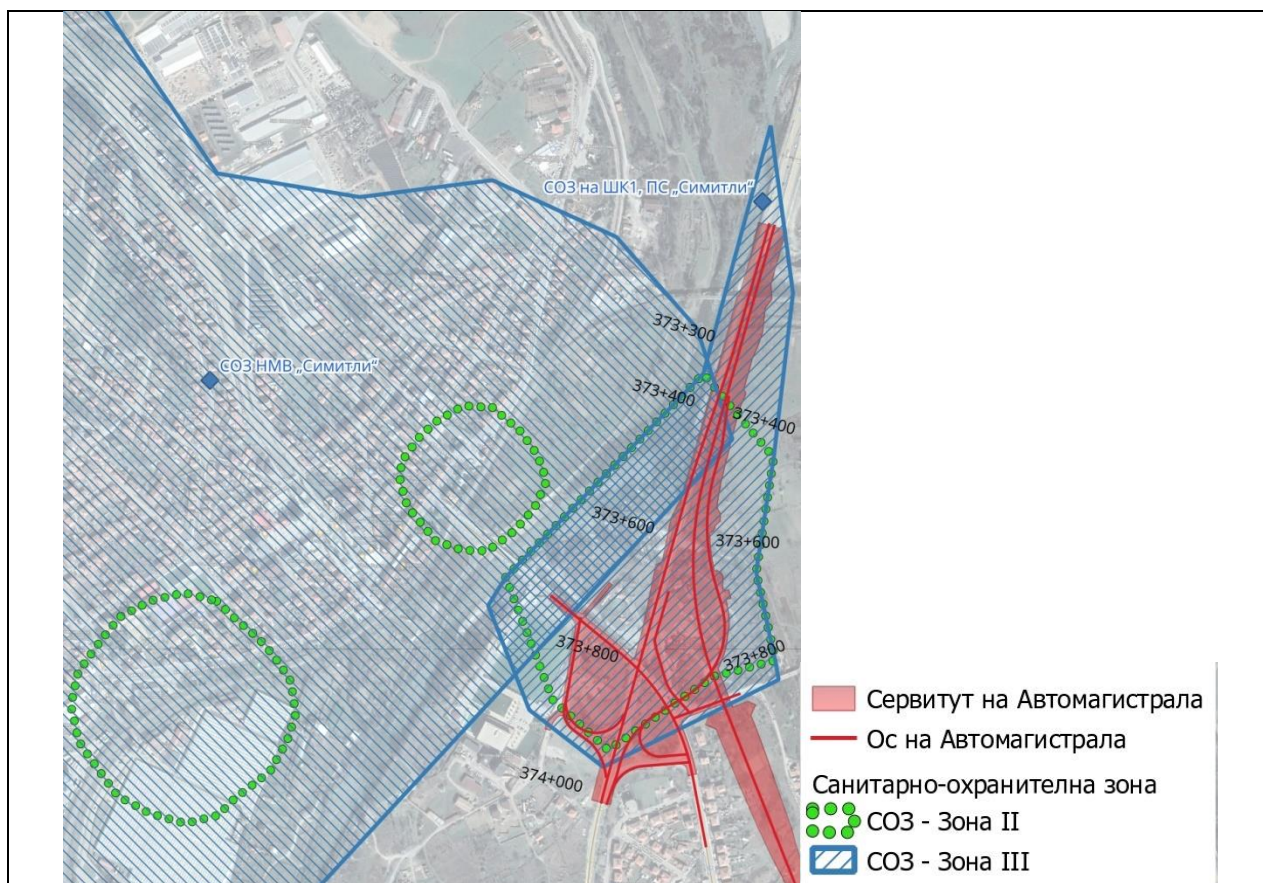 СОЗ на ШК1, ПС „Симитли“
373+300
СОЗ НМВ „Симитли“
373+400
373+400
373+600
373+600
373+800
373+800
374+000
Сервитут на Автомагистрала
Ос на Автомагистрала
Санитарно-охранителна зона
СОЗ - Зона II
СОЗ - Зона III